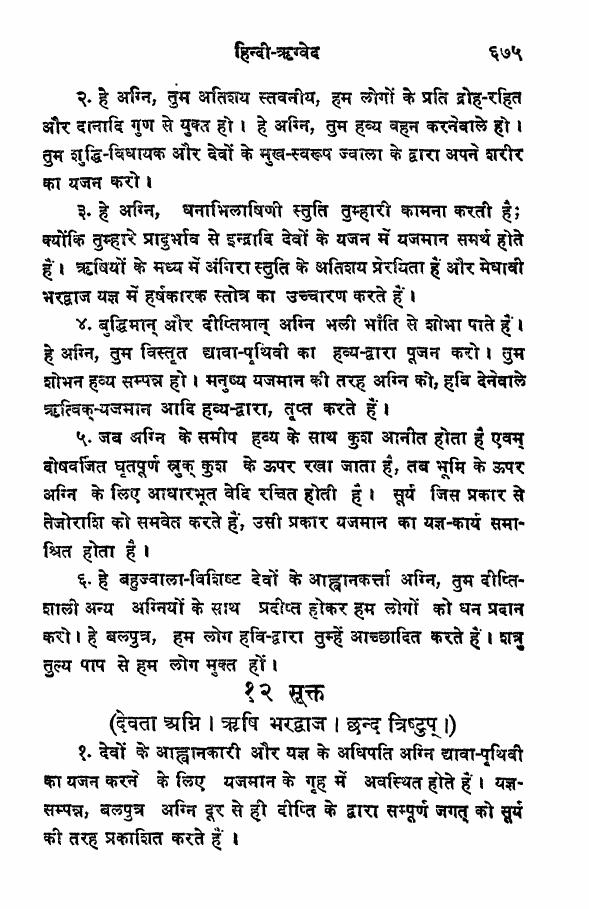 हिन्दी-ऋग्वेद ६७५
२. हे अग्नि, तुम अतिशय स्तवनीय, हम लोगों के प्रति द्रोह-रहित
और दानादि गुण से युक्त हो। हे अग्नि, तुम हव्य वहन करनेवाले हो।
तुम शुद्धि-विधायक और देवों के मुख-स्वरूप ज्वाला के द्वारा अपने शरीर
का यजन करो।
३. हे अग्नि, धनाभिलाषिणी स्तुति तुम्हारी कामना करती है;
क्योंकि तुम्हारे प्रादुर्भाव से इन्द्रादि देवों के यजन में यजमान समर्थ होते
हैं। ऋषियों के मध्य में अंगिरा स्तुति के अतिशय प्रेरयिता हैं और मेधावी
भरद्वाज यज्ञ में हर्षकारक स्तोत्र का उच्चारण करते हैं।
४. बुद्धिमान् और दीप्तिमान् अग्नि भली भाँति से शोभा पाते हैं।
हे अग्नि, तुम विस्तृत द्यावा-पृथिवी का हव्य-द्वारा पूजन करो। तुम
शोभन हव्य सम्पन्न हो। मनुष्य यजमान की तरह अग्नि को, हवि देनेवाले
ऋत्विक्-यजमान आदि हव्य-द्वारा, तृप्त करते हैं।
५. जब अग्नि के समीप हव्य के साथ कुश आनीत होता है एवम्
दोषवर्जित घृतपूर्ण स्रुक् कुश के ऊपर रखा जाता है, तब भूमि के ऊपर
अग्नि के लिए आधारभूत वेदि रचित होती है। सूर्य जिस प्रकार से
तेजोराशि को समवेत करते हैं, उसी प्रकार यजमान का यज्ञ-कार्य समा-
श्रित होता है।
६. हे बहुज्वाला-विशिष्ट देवों के आह्वानकर्त्ता अग्नि, तुम दीप्ति-
शाली अन्य अग्नियों के साथ प्रदीप्त होकर हम लोगों को धन प्रदान
करो। हे बलपुत्र, हम लोग हवि-द्वारा तुम्हें आच्छादित करते हैं। शत्रु
तुल्य पाप से हम लोग मुक्त हों।
१२ सूक्त
(देवता अग्नि। ऋषि भरद्वाज। छन्द त्रिष्टुप्।)
१. देवों के आह्वानकारी और यज्ञ के अधिपति अग्नि द्यावा-पृथिवी
का यजन करने के लिए यजमान के गृह में अवस्थित होते हैं। यज्ञ-
सम्पन्न, बलपुत्र अग्नि दूर से ही दीप्ति के द्वारा सम्पूर्ण जगत् को सूर्य
की तरह प्रकाशित करते हैं।